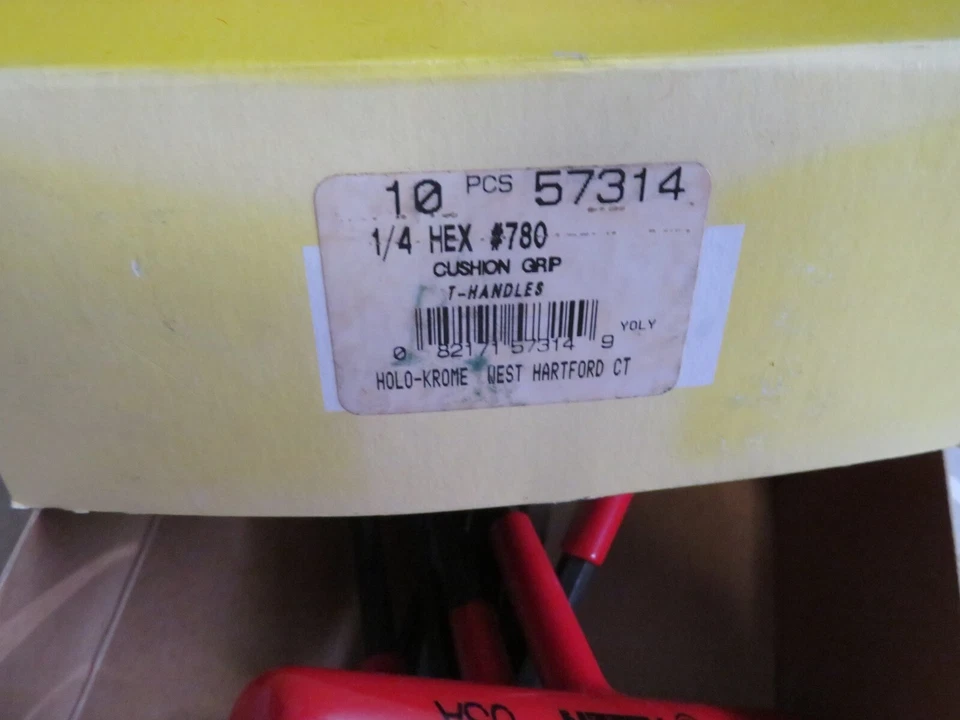 10 PCS 57314
1/4 HEX #780
CUSHION GRIP
T-HANDLES
YOLY
0 82171 57314 9
HOLO-KROME WEST HARTFORD CT